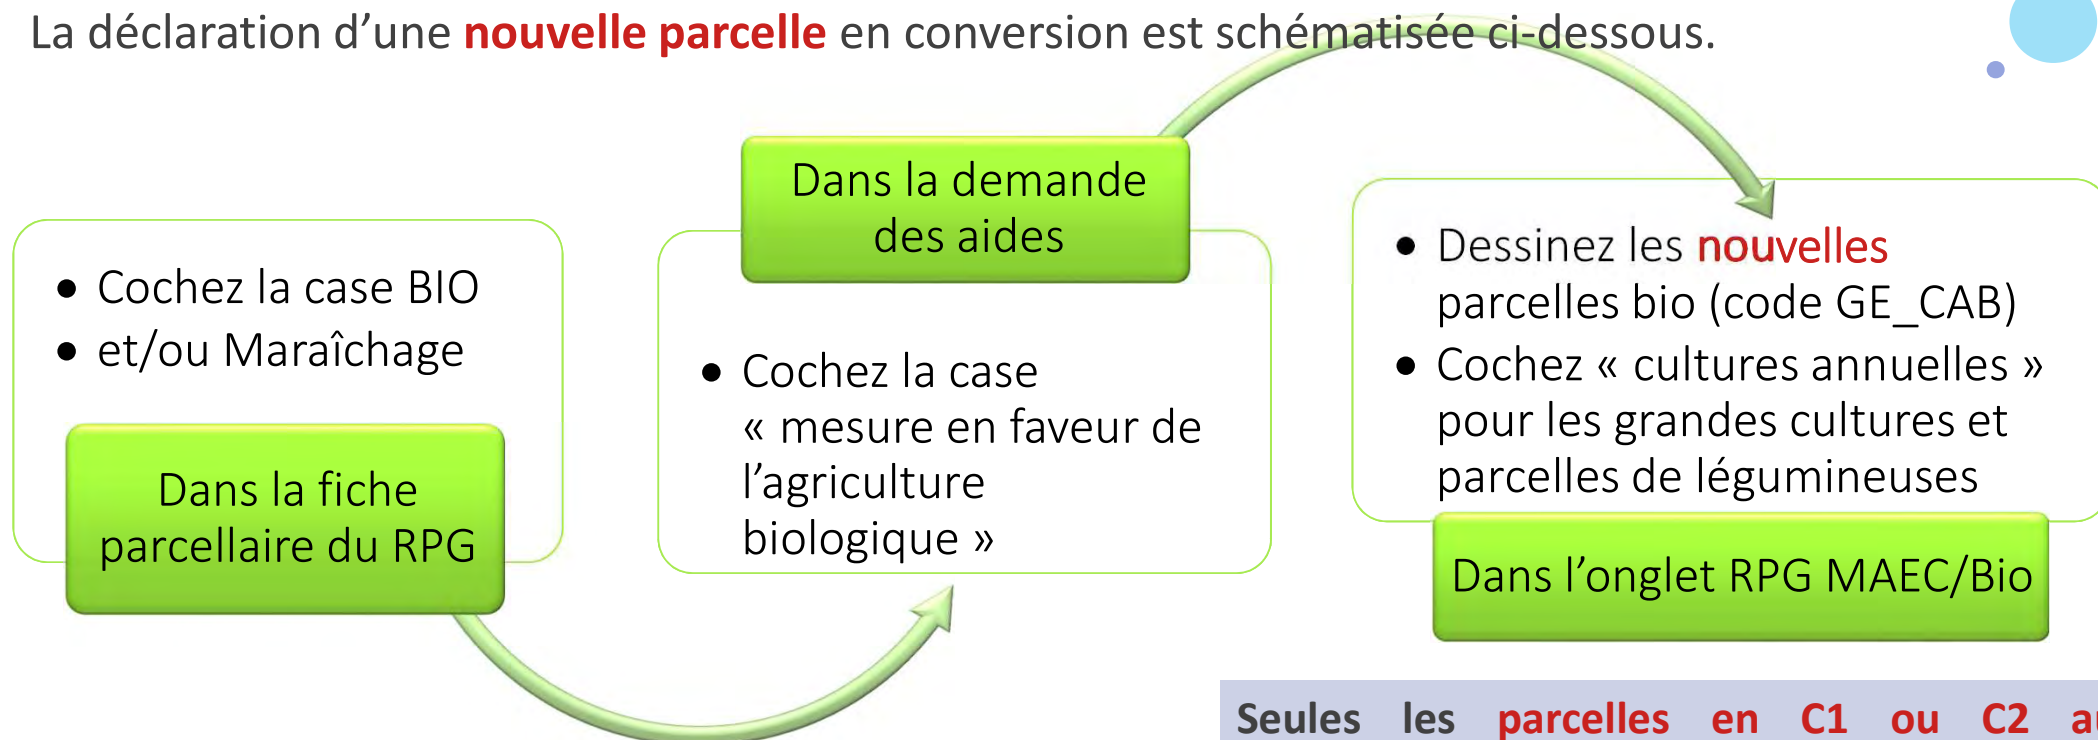 La déclaration d’une nouvelle parcelle en conversion est schématisée ci-dessous.
• Cochez la case BIO
• et/ou Maraîchage
Dans la fiche
parcellaire du RPG
Dans la demande
des aides
• Cochez la case
« mesure en faveur de
l’agriculture
biologique »
• Dessinez les nouvelles
parcelles bio (code GE_CAB)
• Cochez « cultures annuelles »
pour les grandes cultures et
parcelles de légumineuses
Dans l’onglet RPG MAEC/Bio
Seules les parcelles en C1 ou C2